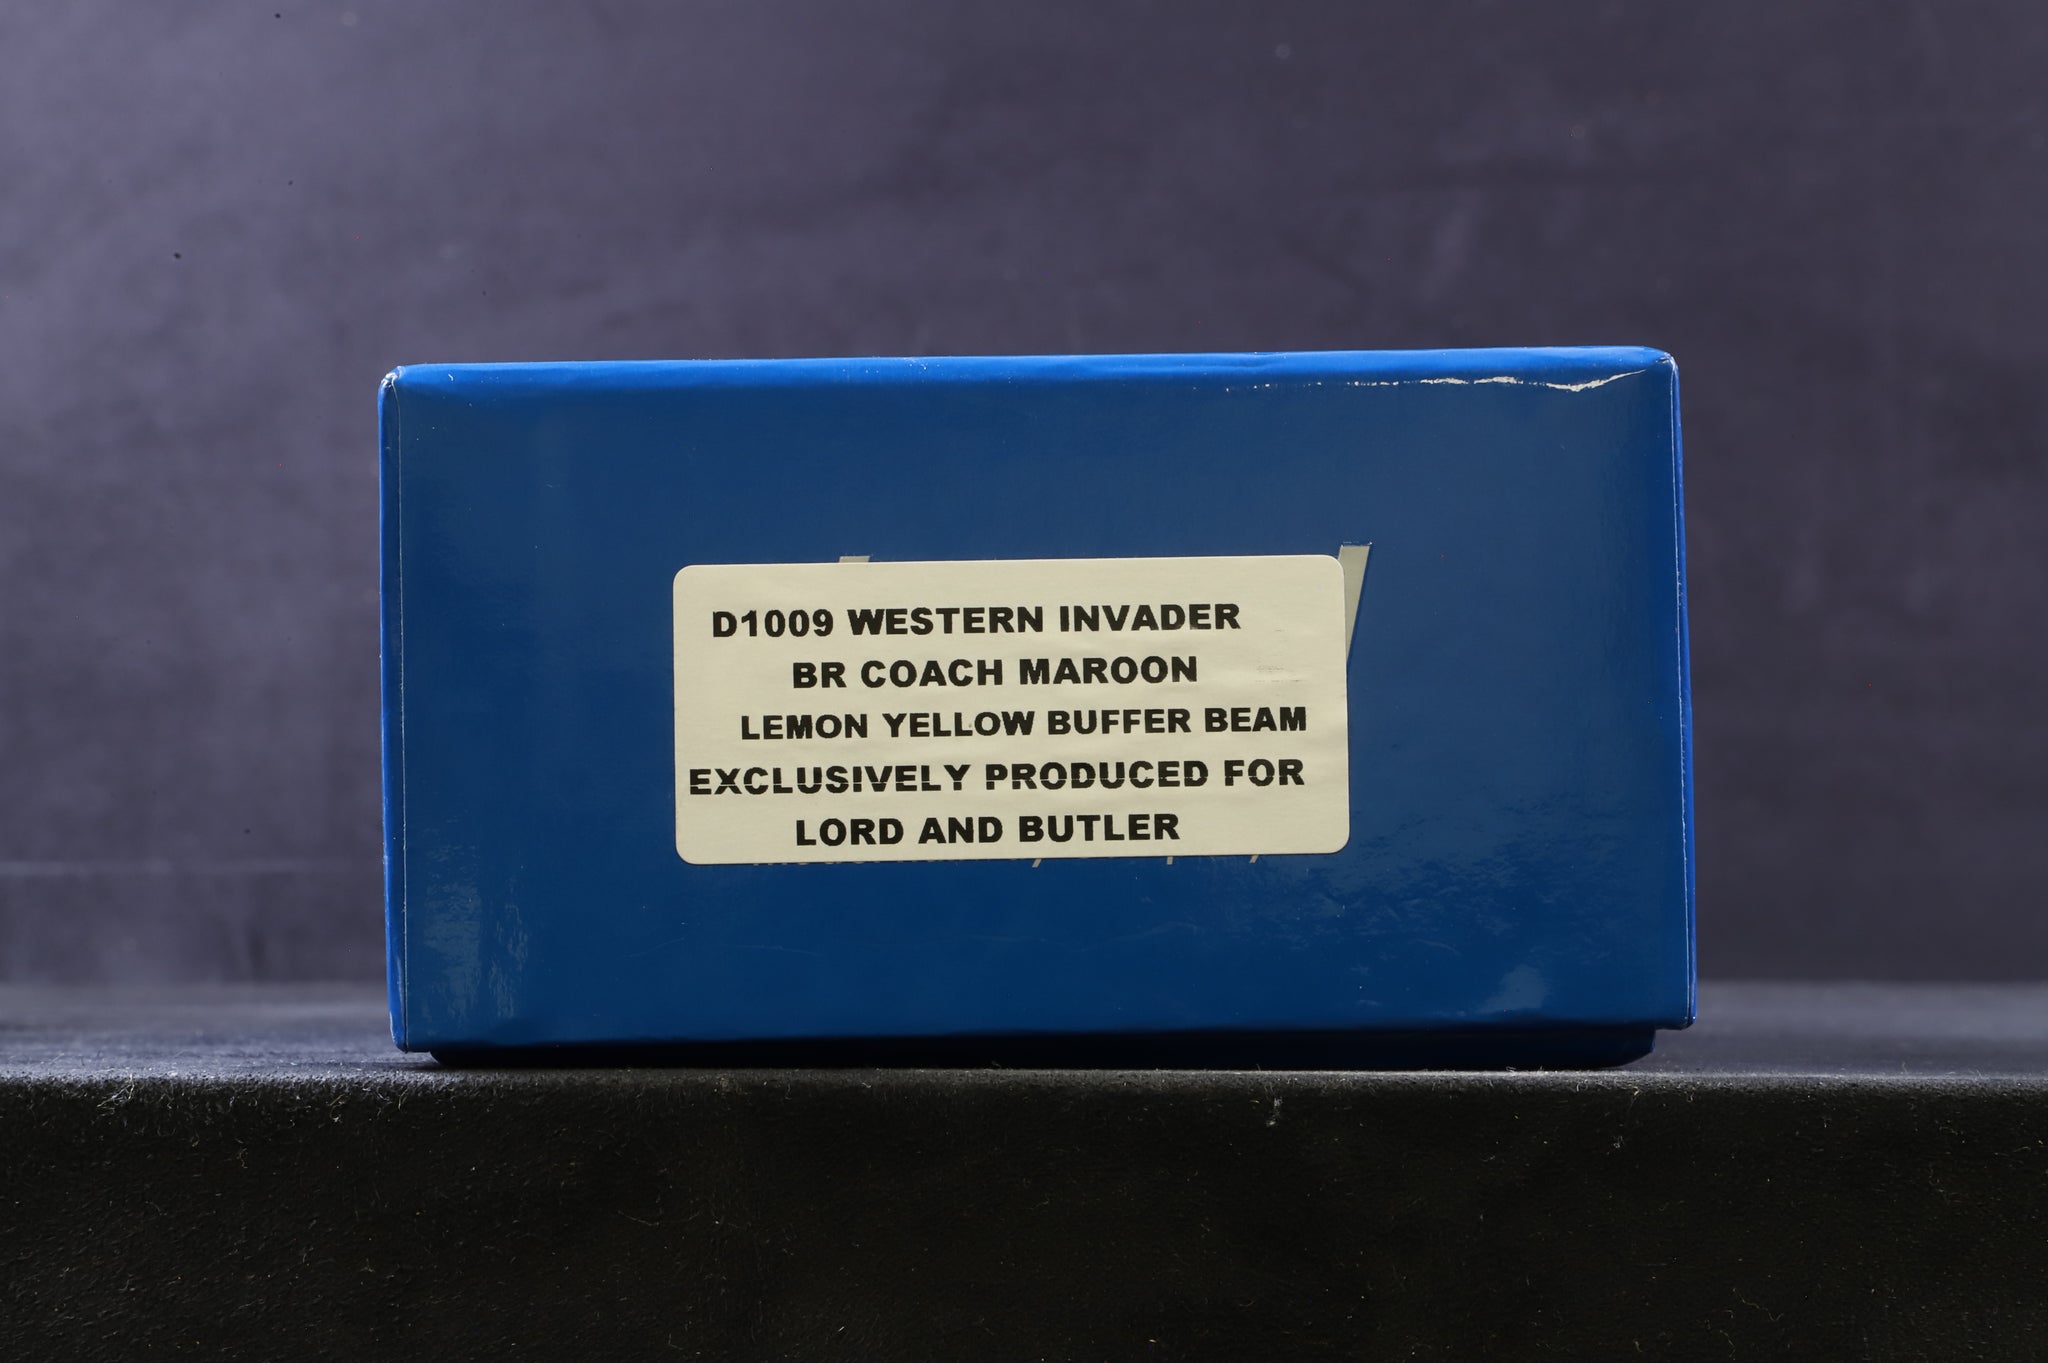 D1009 WESTERN INVADER
BR COACH MAROON
LEMON YELLOW BUFFER BEAM
EXCLUSIVELY PRODUCED FOR
LORD AND BUTLER